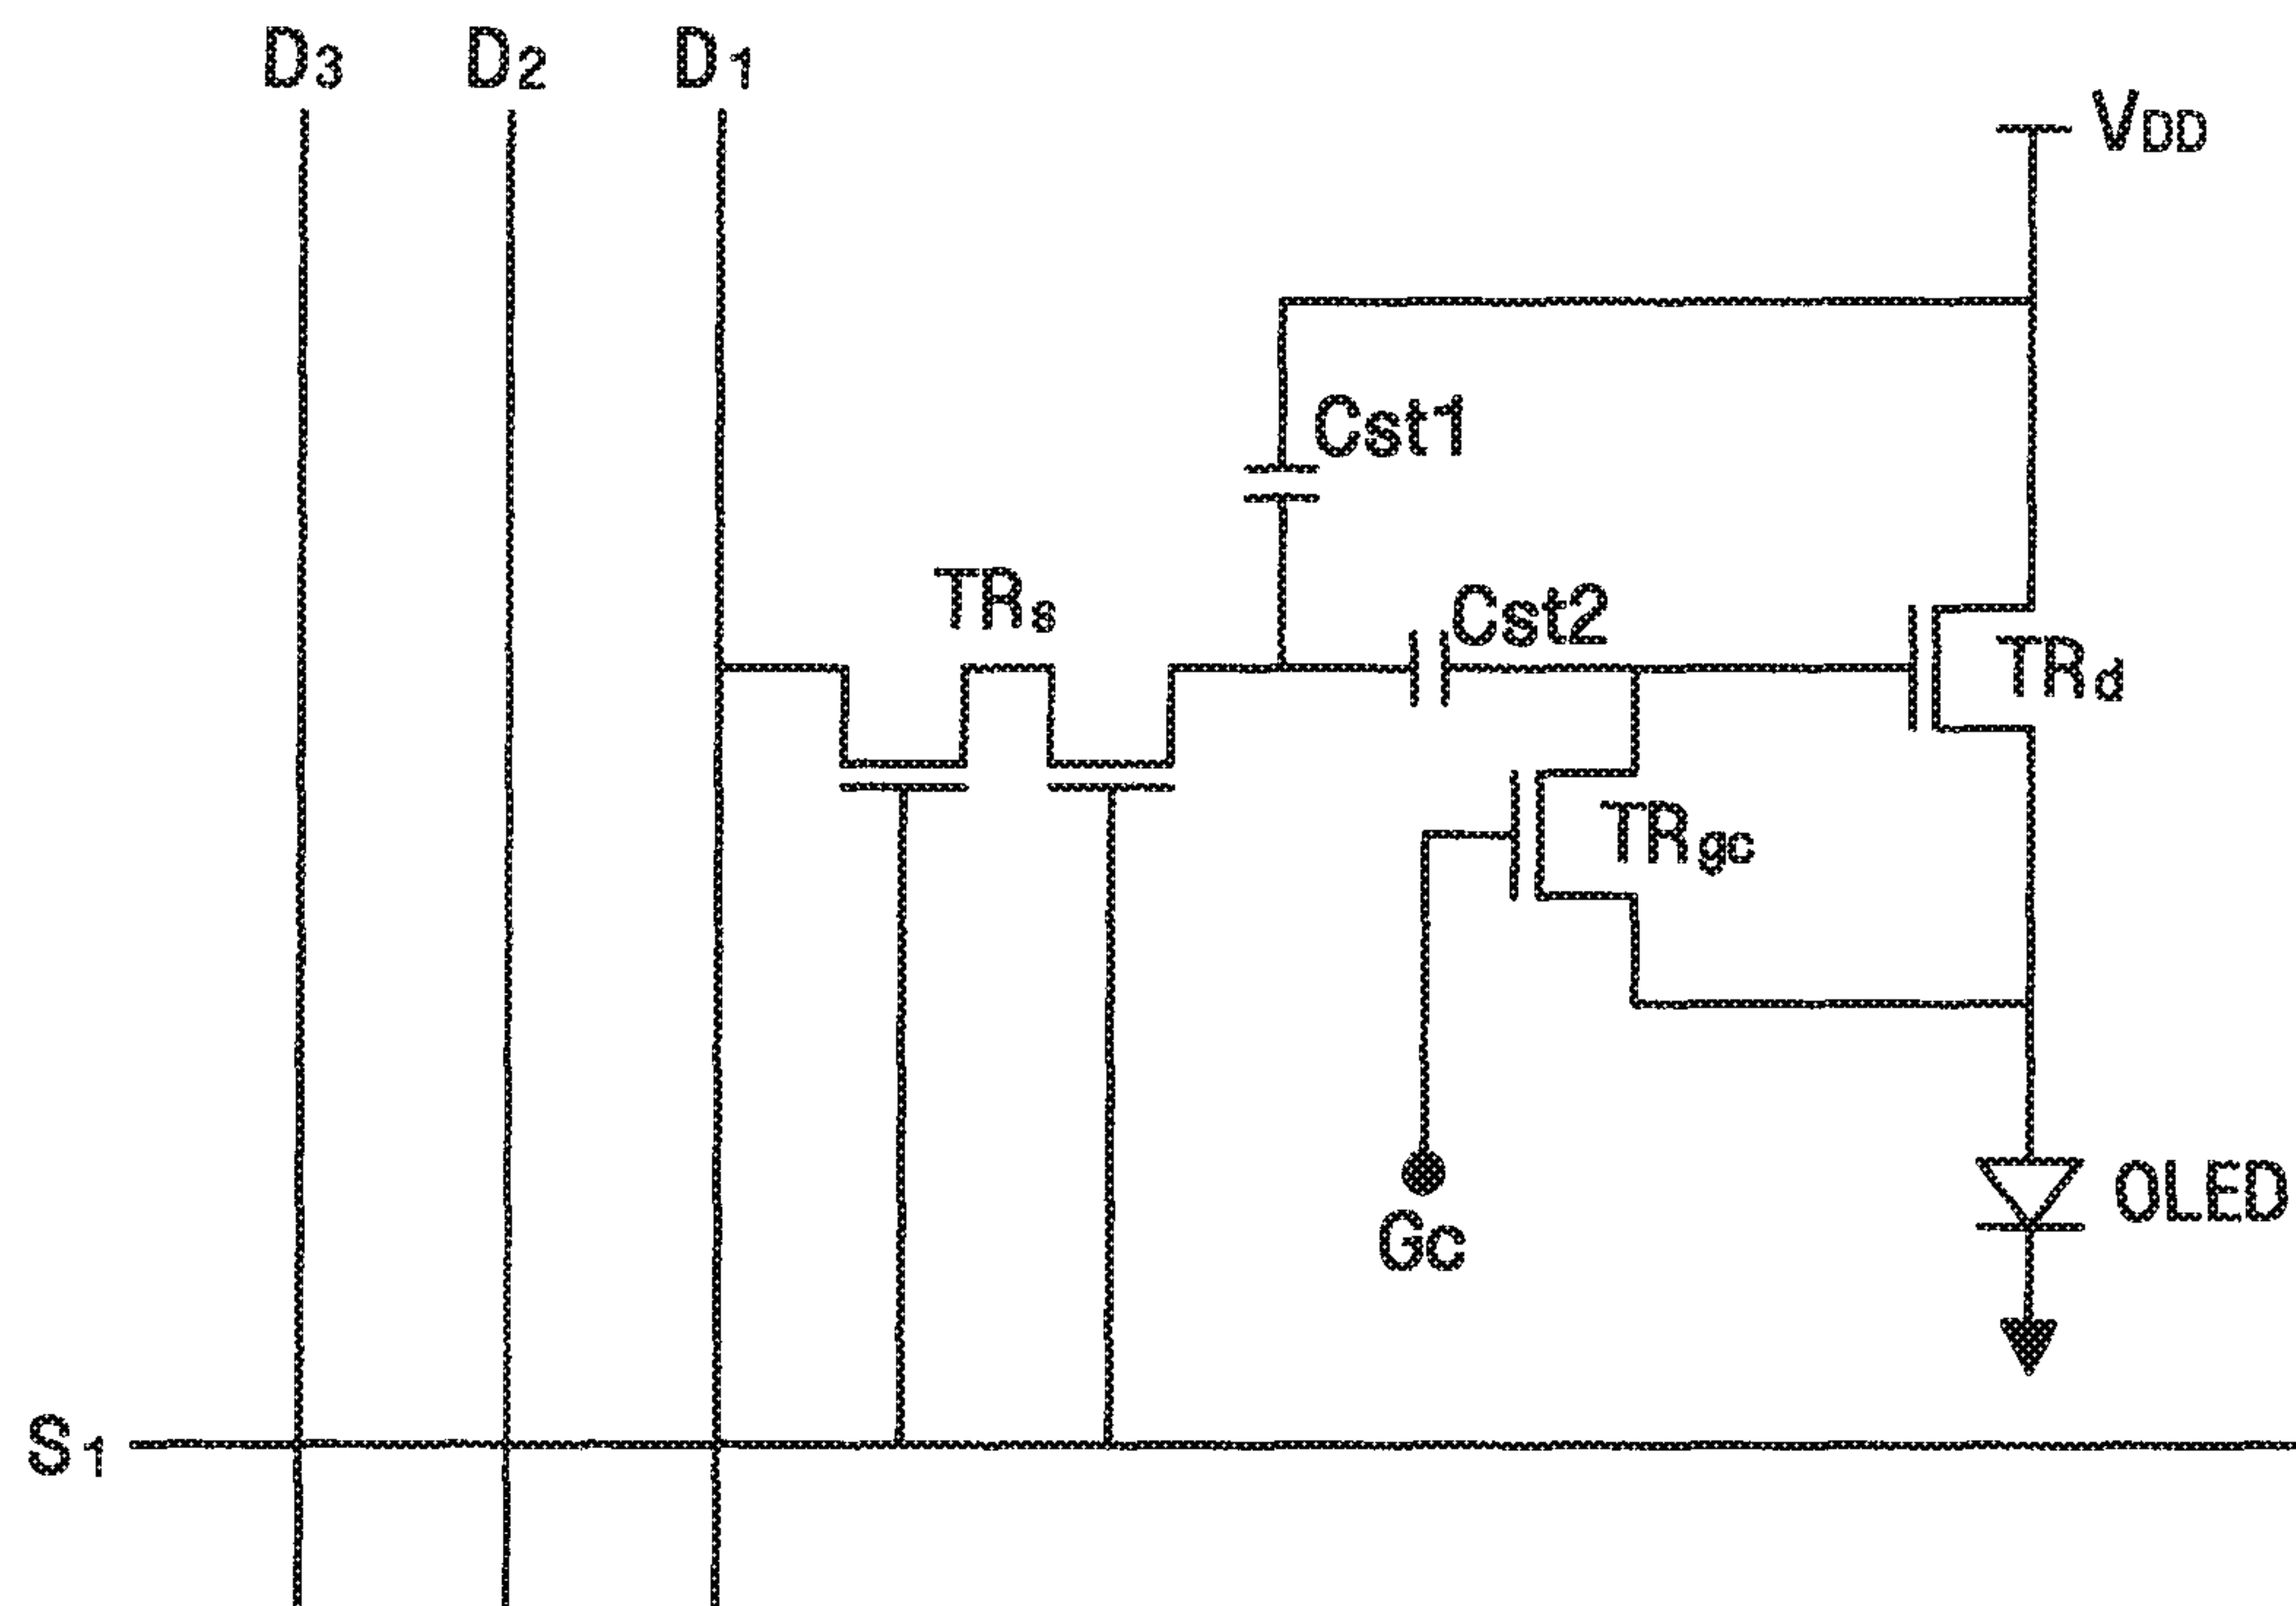 D3 D2 D1
VDD
Cst1
TRs
Cst2
TRd
TRgc
OLED
Gc
S1